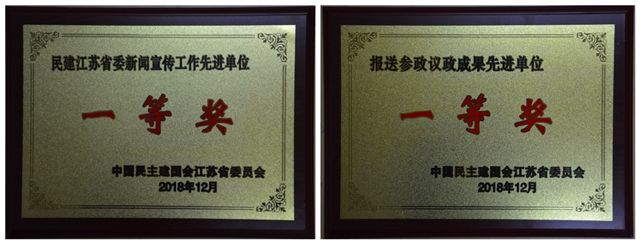 民建江苏省委新闻宣传工作先进单位
一等奖
中国民主建国会江苏省委员会
2018年12月
报送参政议政成果先进单位
一等奖
中国民主建国会江苏省委员会
2018年12月